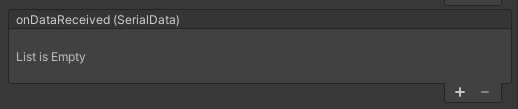 onDataReceived (SerialData)
List is Empty
+ −